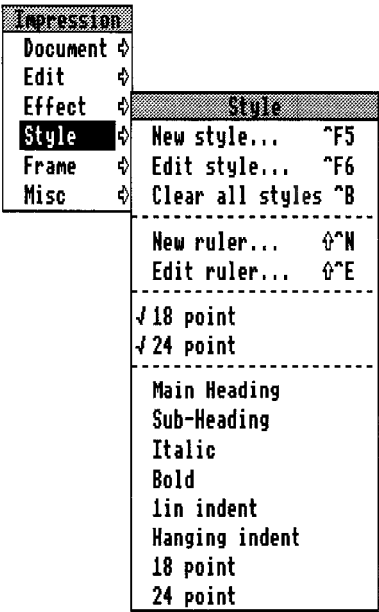 Impression
Document ⇨
Edit ⇨
Effect ⇨
Style ⇨
Frame ⇨
Misc ⇨
Style
New style... ^F5
Edit style... ^F6
Clear all styles ^B
New ruler... ⇧^N
Edit ruler... ⇧^E
√ 18 point
√ 24 point
Main Heading
Sub-Heading
Italic
Bold
1in indent
Hanging indent
18 point
24 point